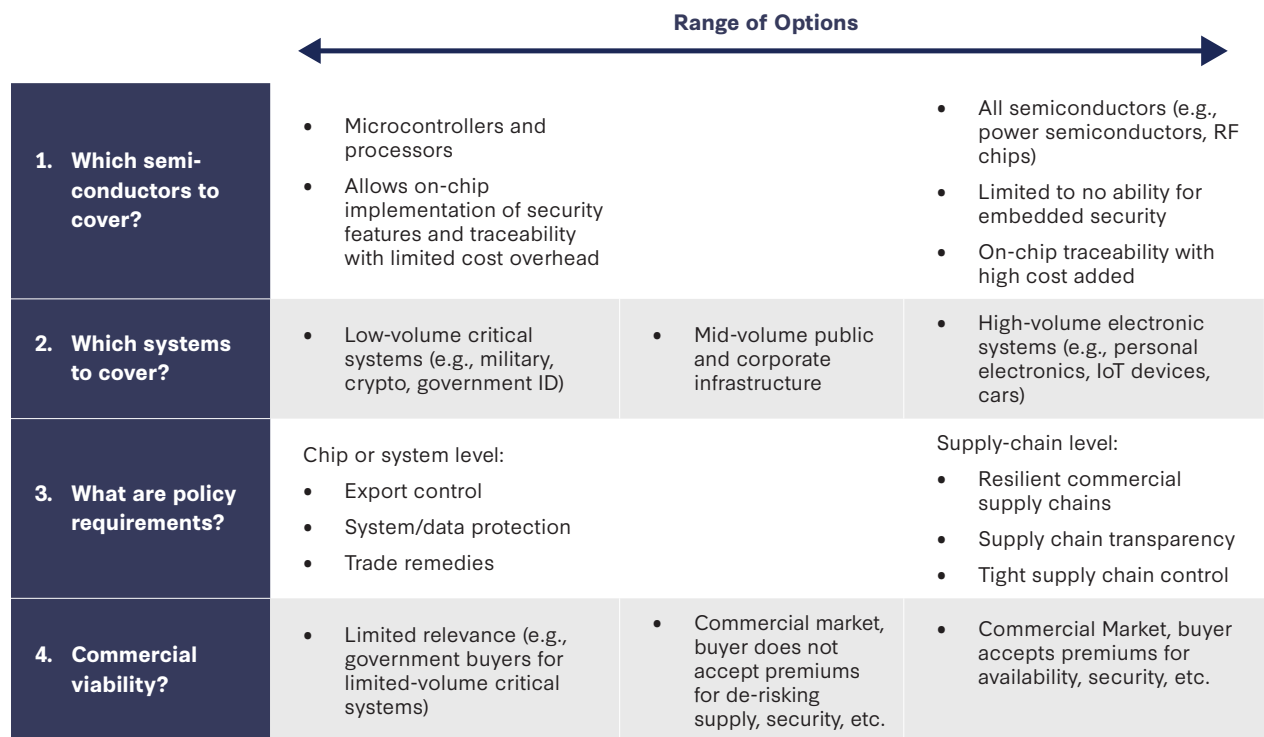 Range of Options
1. Which semi-
conductors to
cover?
• Microcontrollers and
processors
• Allows on-chip
implementation of security
features and traceability
with limited cost overhead
• All semiconductors (e.g.,
power semiconductors, RF
chips)
• Limited to no ability for
embedded security
• On-chip traceability with
high cost added
2. Which systems
to cover?
• Low-volume critical
systems (e.g., military,
crypto, government ID)
• Mid-volume public
and corporate
infrastructure
• High-volume electronic
systems (e.g., personal
electronics, IoT devices,
cars)
3. What are policy
requirements?
Chip or system level:
• Export control
• System/data protection
• Trade remedies
Supply-chain level:
• Resilient commercial
supply chains
• Supply chain transparency
• Tight supply chain control
4. Commercial
viability?
• Limited relevance (e.g.,
government buyers for
limited-volume critical
systems)
• Commercial market,
buyer does not
accept premiums
for de-risking
supply, security, etc.
• Commercial Market, buyer
accepts premiums for
availability, security, etc.